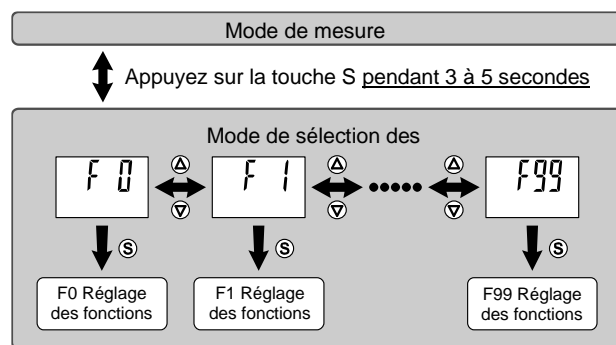 Mode de mesure
Appuyez sur la touche S pendant 3 à 5 secondes
Mode de sélection des
F 0 F 1 F99
S S S
F0 Réglage des fonctions
F1 Réglage des fonctions
F99 Réglage des fonctions